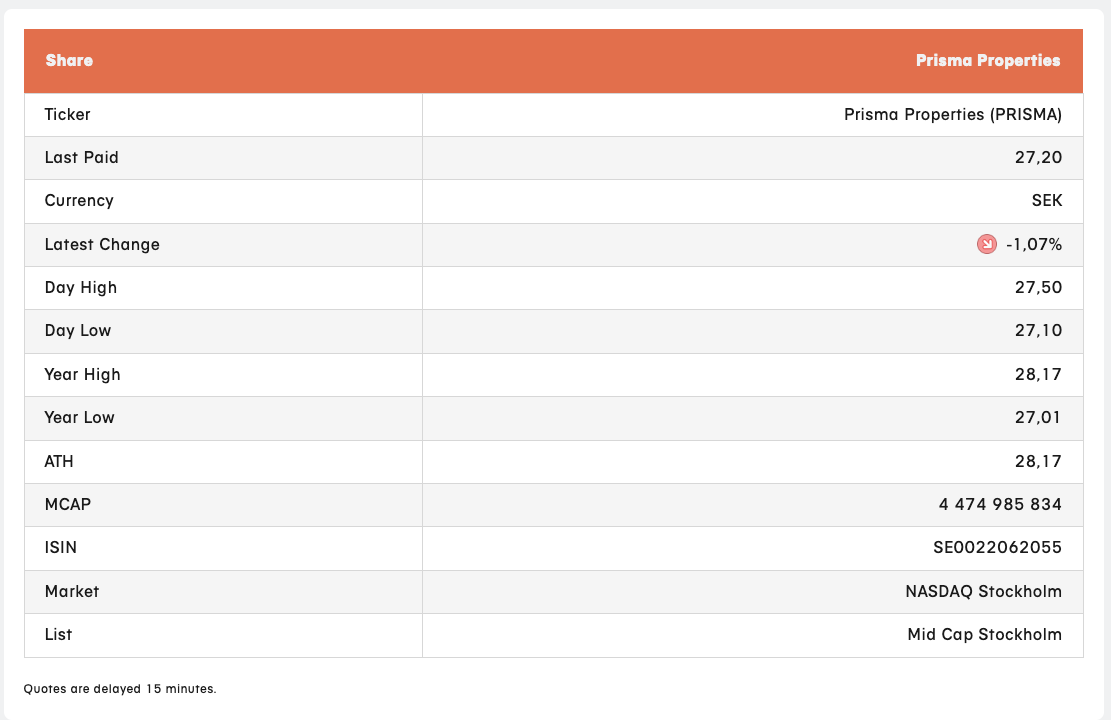 Share Prisma Properties
Ticker Prisma Properties (PRISMA)
Last Paid 27,20
Currency SEK
Latest Change -1,07%
Day High 27,50
Day Low 27,10
Year High 28,17
Year Low 27,01
ATH 28,17
MCAP 4 474 985 834
ISIN SE0022062055
Market NASDAQ Stockholm
List Mid Cap Stockholm
Quotes are delayed 15 minutes.